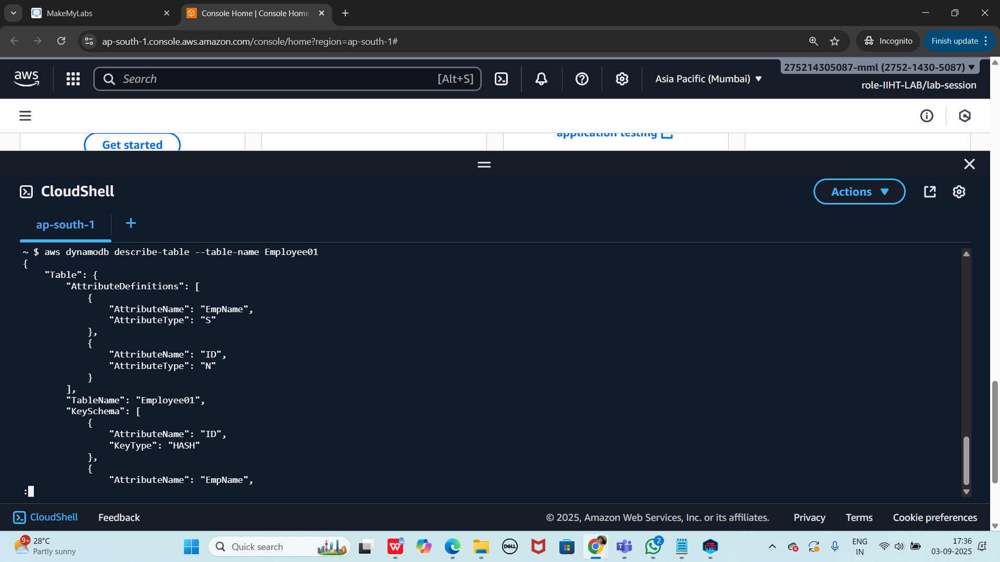 MakeMyLabs
Console Home | Console Home
ap-south-1.console.aws.amazon.com/console/home?region=ap-south-1#
Incognito
Finish update
aws
Search
[Alt+S]
Asia Pacific (Mumbai)
275214305087-mml (2752-1430-5087)
role-IIHT-LAB/lab-session
Get started
application testing
CloudShell
Actions
ap-south-1
~ $ aws dynamodb describe-table --table-name Employee01
{
    "Table": {
        "AttributeDefinitions": [
            {
                "AttributeName": "EmpName",
                "AttributeType": "S"
            },
            {
                "AttributeName": "ID",
                "AttributeType": "N"
            }
        ],
        "TableName": "Employee01",
        "KeySchema": [
            {
                "AttributeName": "ID",
                "KeyType": "HASH"
            },
            {
                "AttributeName": "EmpName",
:
CloudShell
Feedback
© 2025, Amazon Web Services, Inc. or its affiliates.
Privacy
Terms
Cookie preferences
9+
28°C
Partly sunny
Quick search
DELL
2
ENG
IN
17:36
03-09-2025